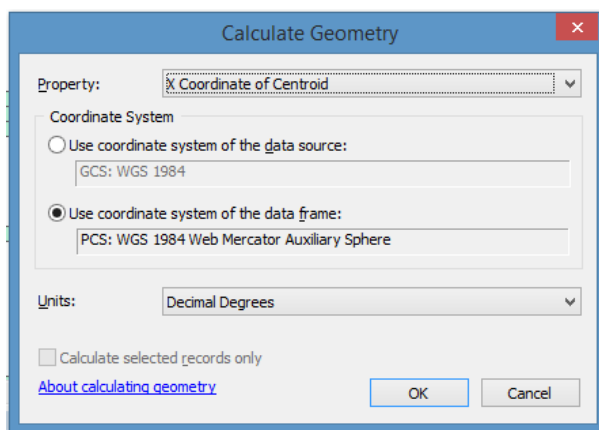 Calculate Geometry
Property: X Coordinate of Centroid
Coordinate System
Use coordinate system of the data source:
GCS: WGS 1984
Use coordinate system of the data frame:
PCS: WGS 1984 Web Mercator Auxiliary Sphere
Units: Decimal Degrees
Calculate selected records only
About calculating geometry
OK Cancel